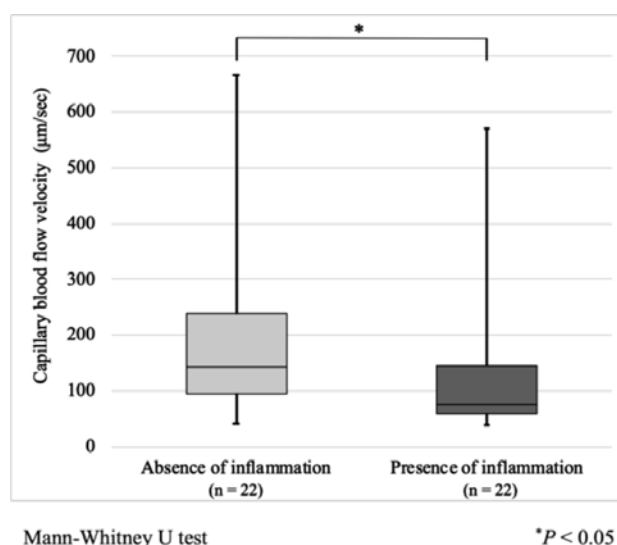 *
700
600
500
400
300
200
100
0
Capillary blood flow velocity (μm/sec)
Absence of inflammation
(n = 22)
Presence of inflammation
(n = 22)
Mann-Whitney U test
*P < 0.05